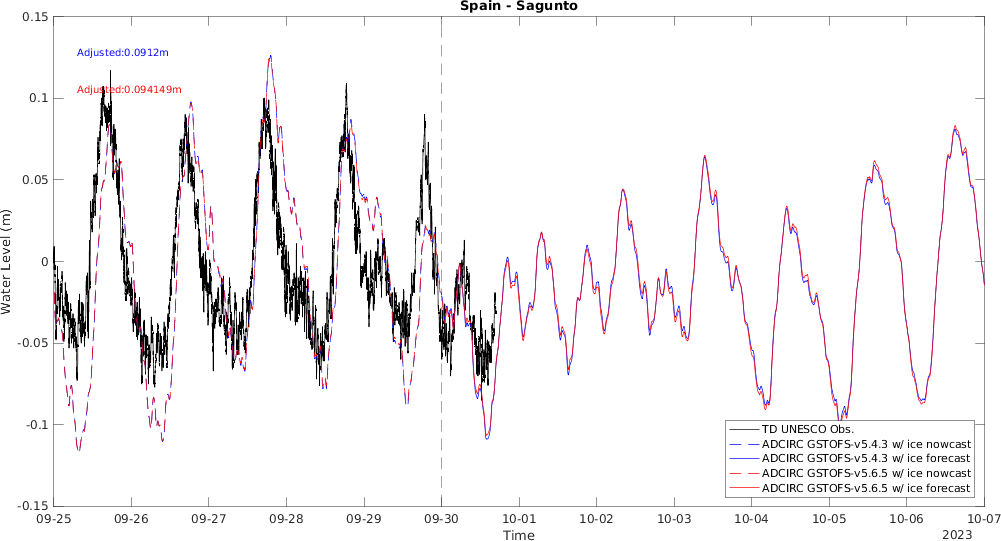 Spain - Sagunto
0.15
0.1
0.05
0
-0.05
-0.1
-0.15
Water Level (m)
Adjusted:0.0912m
Adjusted:0.094149m
TD UNESCO Obs.
ADCIRC GSTOFS-v5.4.3 w/ ice nowcast
ADCIRC GSTOFS-v5.4.3 w/ ice forecast
ADCIRC GSTOFS-v5.6.5 w/ ice nowcast
ADCIRC GSTOFS-v5.6.5 w/ ice forecast
09-25 09-26 09-27 09-28 09-29 09-30 10-01 10-02 10-03 10-04 10-05 10-06 10-07
Time
2023